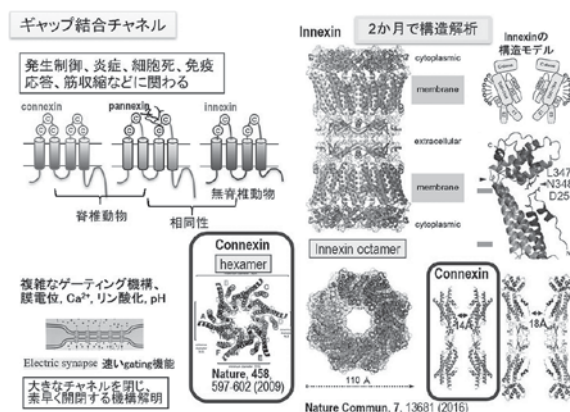 ギャップ結合チャネル
発生制御、炎症、細胞死、免疫
応答、筋収縮などに関わる
connexin
pannexin
innexin
無脊椎動物
脊椎動物
相同性
複雑なゲーティング機構、
膜電位, Ca²⁺, リン酸化, pH
Electric synapse 速いgating機能
大きなチャネルを閉じ、
素早く開閉する機構解明
Connexin
hexamer
Nature, 458,
597-602 (2009)
Innexin
2か月で構造解析
cytoplasmic
membrane
extracellular
membrane
cytoplasmic
Innexinの
構造モデル
L347
N348
D25
Innexin octamer
110 Å
Connexin
14Å
18Å
Nature Commun. 7, 13681 (2016)